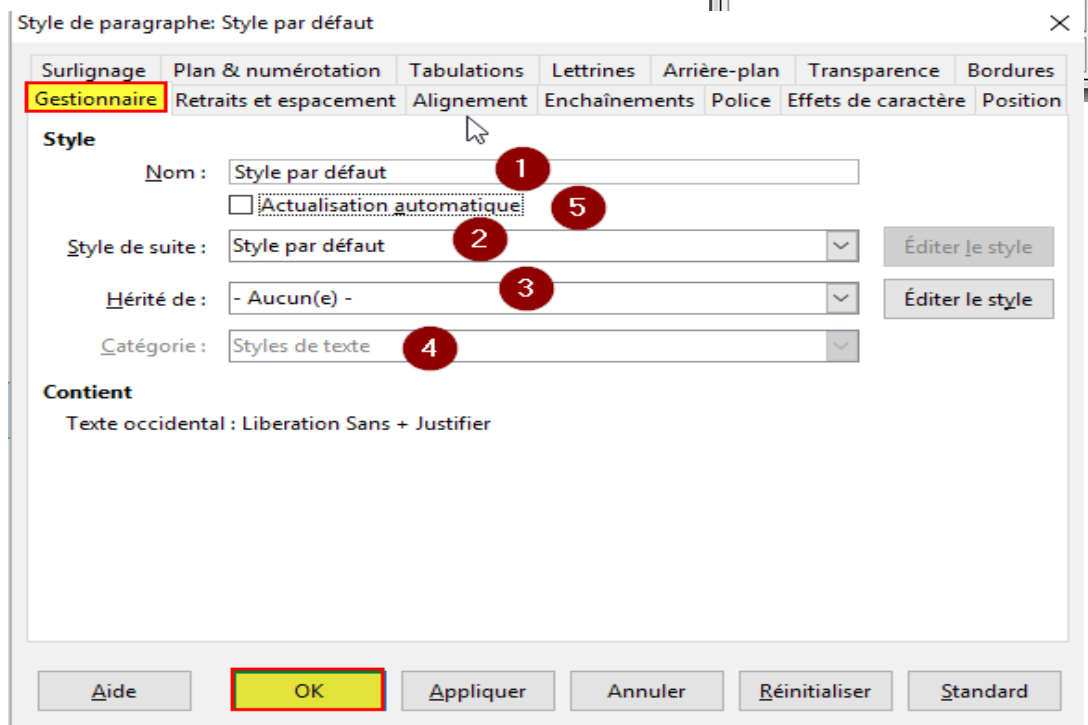 Style de paragraphe: Style par défaut
Surlignage Plan & numérotation Tabulations Lettrines Arrière-plan Transparence Bordures
Gestionnaire Retraits et espacement Alignement Enchaînements Police Effets de caractère Position
Style
Nom : Style par défaut 1
Actualisation automatique 5
Style de suite : Style par défaut 2 Éditer le style
Hérité de : - Aucun(e) - 3 Éditer le style
Catégorie : Styles de texte 4
Contient
Texte occidental : Liberation Sans + Justifier
Aide OK Appliquer Annuler Réinitialiser Standard